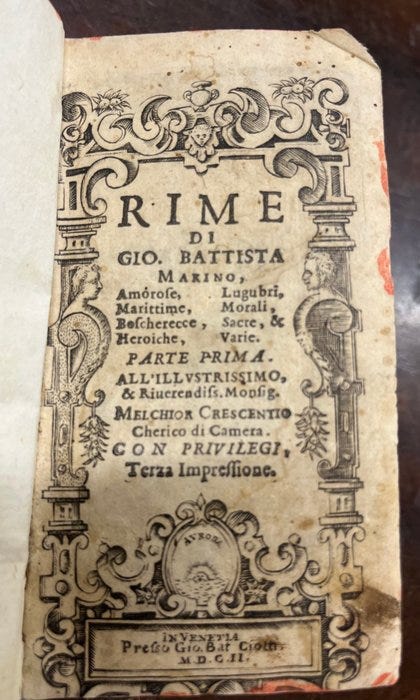 RIME
DI
GIO. BATTISTA
MARINO,
Amorose, Lugubri,
Marittime, Morali,
Boscherecce, Sacre, &
Heroiche, Varie.
PARTE PRIMA.
ALL'ILLVSTRISSIMO,
& Riuerendiss. Monsig.
MELCHIOR CRESCENTIO
Cherico di Camera.
CON PRIVILEGI,
Terza Impressione.
AVRORA
IN VENETIA
Presso Gio. Bat Ciotti.
M.D.C.II.